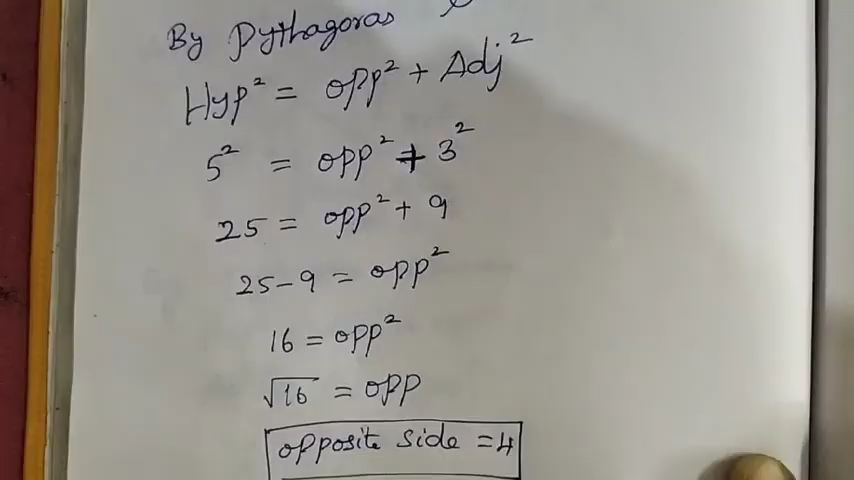 By Pythagoras
Hyp² = opp² + Adj²
5² = opp² + 3²
25 = opp² + 9
25-9 = opp²
16 = opp²
√16 = opp
opposite side = 4